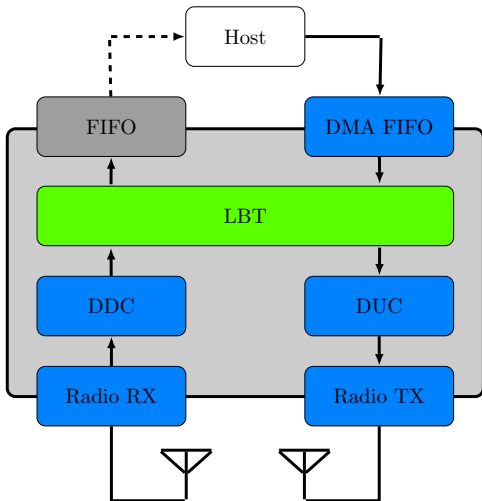 Host
FIFO
DMA FIFO
LBT
DDC
DUC
Radio RX
Radio TX